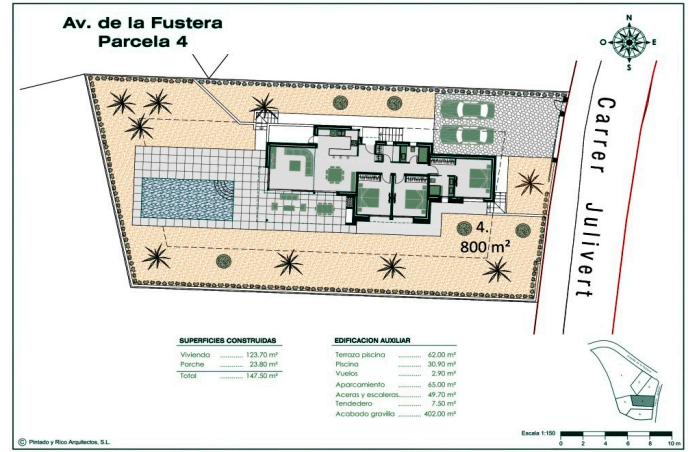 Av. de la Fustera
Parcela 4
N
O
E
S
Carrer Julivert
4.
800 m²
SUPERFICIES CONSTRUIDAS
Vivienda ............ 123.70 m²
Porche ............ 23.80 m²
Total ............ 147.50 m²
EDIFICACION AUXILIAR
Terraza piscina ............ 62.00 m²
Piscina ............ 30.90 m²
Vuelos ............ 2.90 m²
Aparcamiento ............ 65.00 m²
Aceras y escaleras............ 49.70 m²
Tendedero ............ 7.50 m²
Acabado gravilla ............ 402.00 m²
© Pintado y Rico Arquitectos, S.L.
Escala 1:150
0 2 4 6 8 10 m